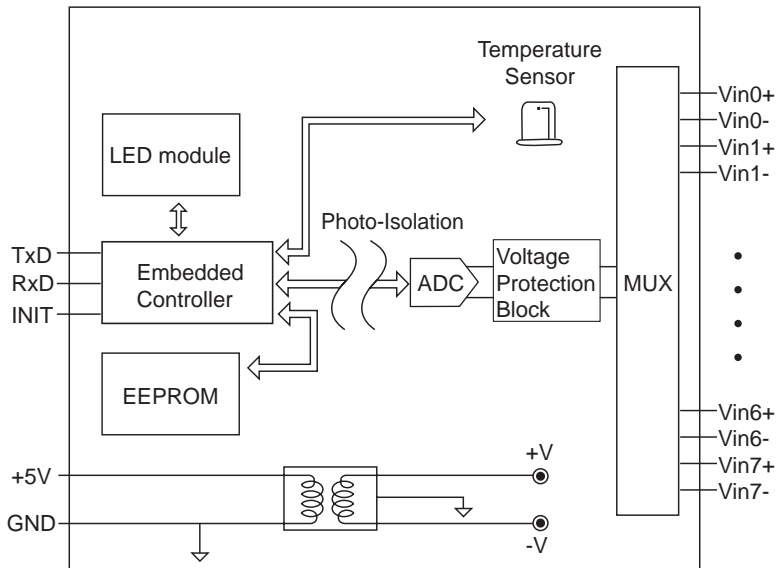 Temperature
Sensor
Vin0+
Vin0-
Vin1+
Vin1-
LED module
Photo-Isolation
TxD
RxD
INIT
Embedded
Controller
ADC
Voltage
Protection
Block
MUX
EEPROM
Vin6+
Vin6-
Vin7+
Vin7-
+5V
GND
+V
-V